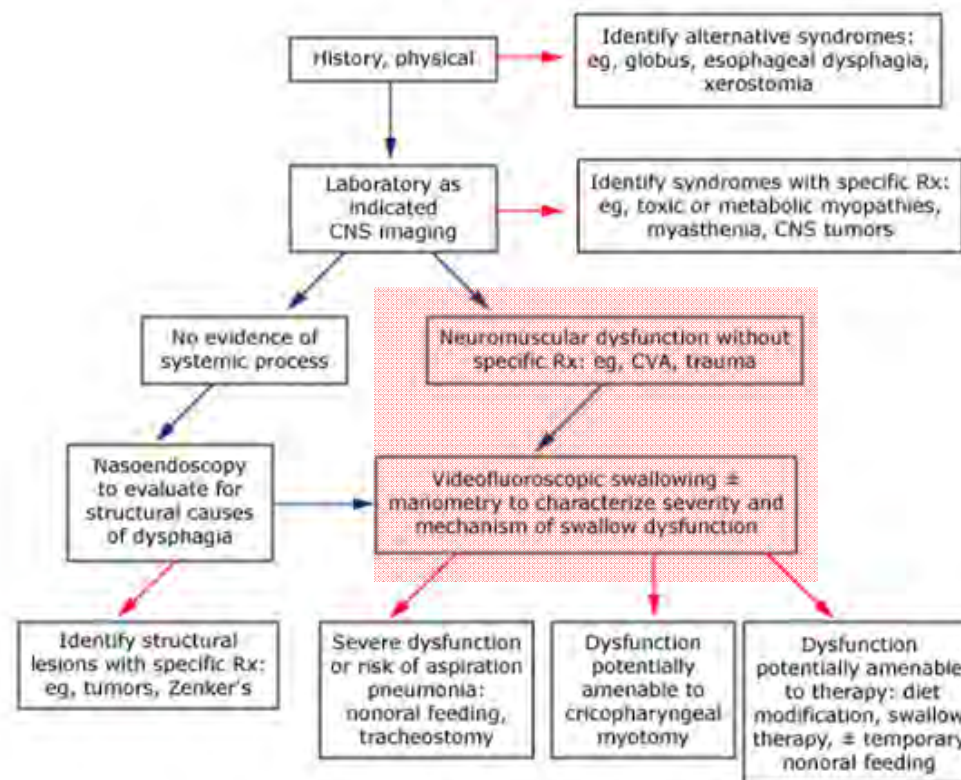 History, physical
Identify alternative syndromes:
eg, globus, esophageal dysphagia,
xerostomia
Laboratory as
indicated
CNS imaging
Identify syndromes with specific Rx:
eg, toxic or metabolic myopathies,
myasthenia, CNS tumors
No evidence of
systemic process
Neuromuscular dysfunction without
specific Rx: eg, CVA, trauma
Nasoendoscopy
to evaluate for
structural causes
of dysphagia
Videofluoroscopic swallowing ±
manometry to characterize severity and
mechanism of swallow dysfunction
Identify structural
lesions with specific Rx:
eg, tumors, Zenker's
Severe dysfunction
or risk of aspiration
pneumonia:
nonoral feeding,
tracheostomy
Dysfunction
potentially
amenable to
cricopharyngeal
myotomy
Dysfunction
potentially amenable
to therapy: diet
modification, swallow
therapy, ± temporary
nonoral feeding